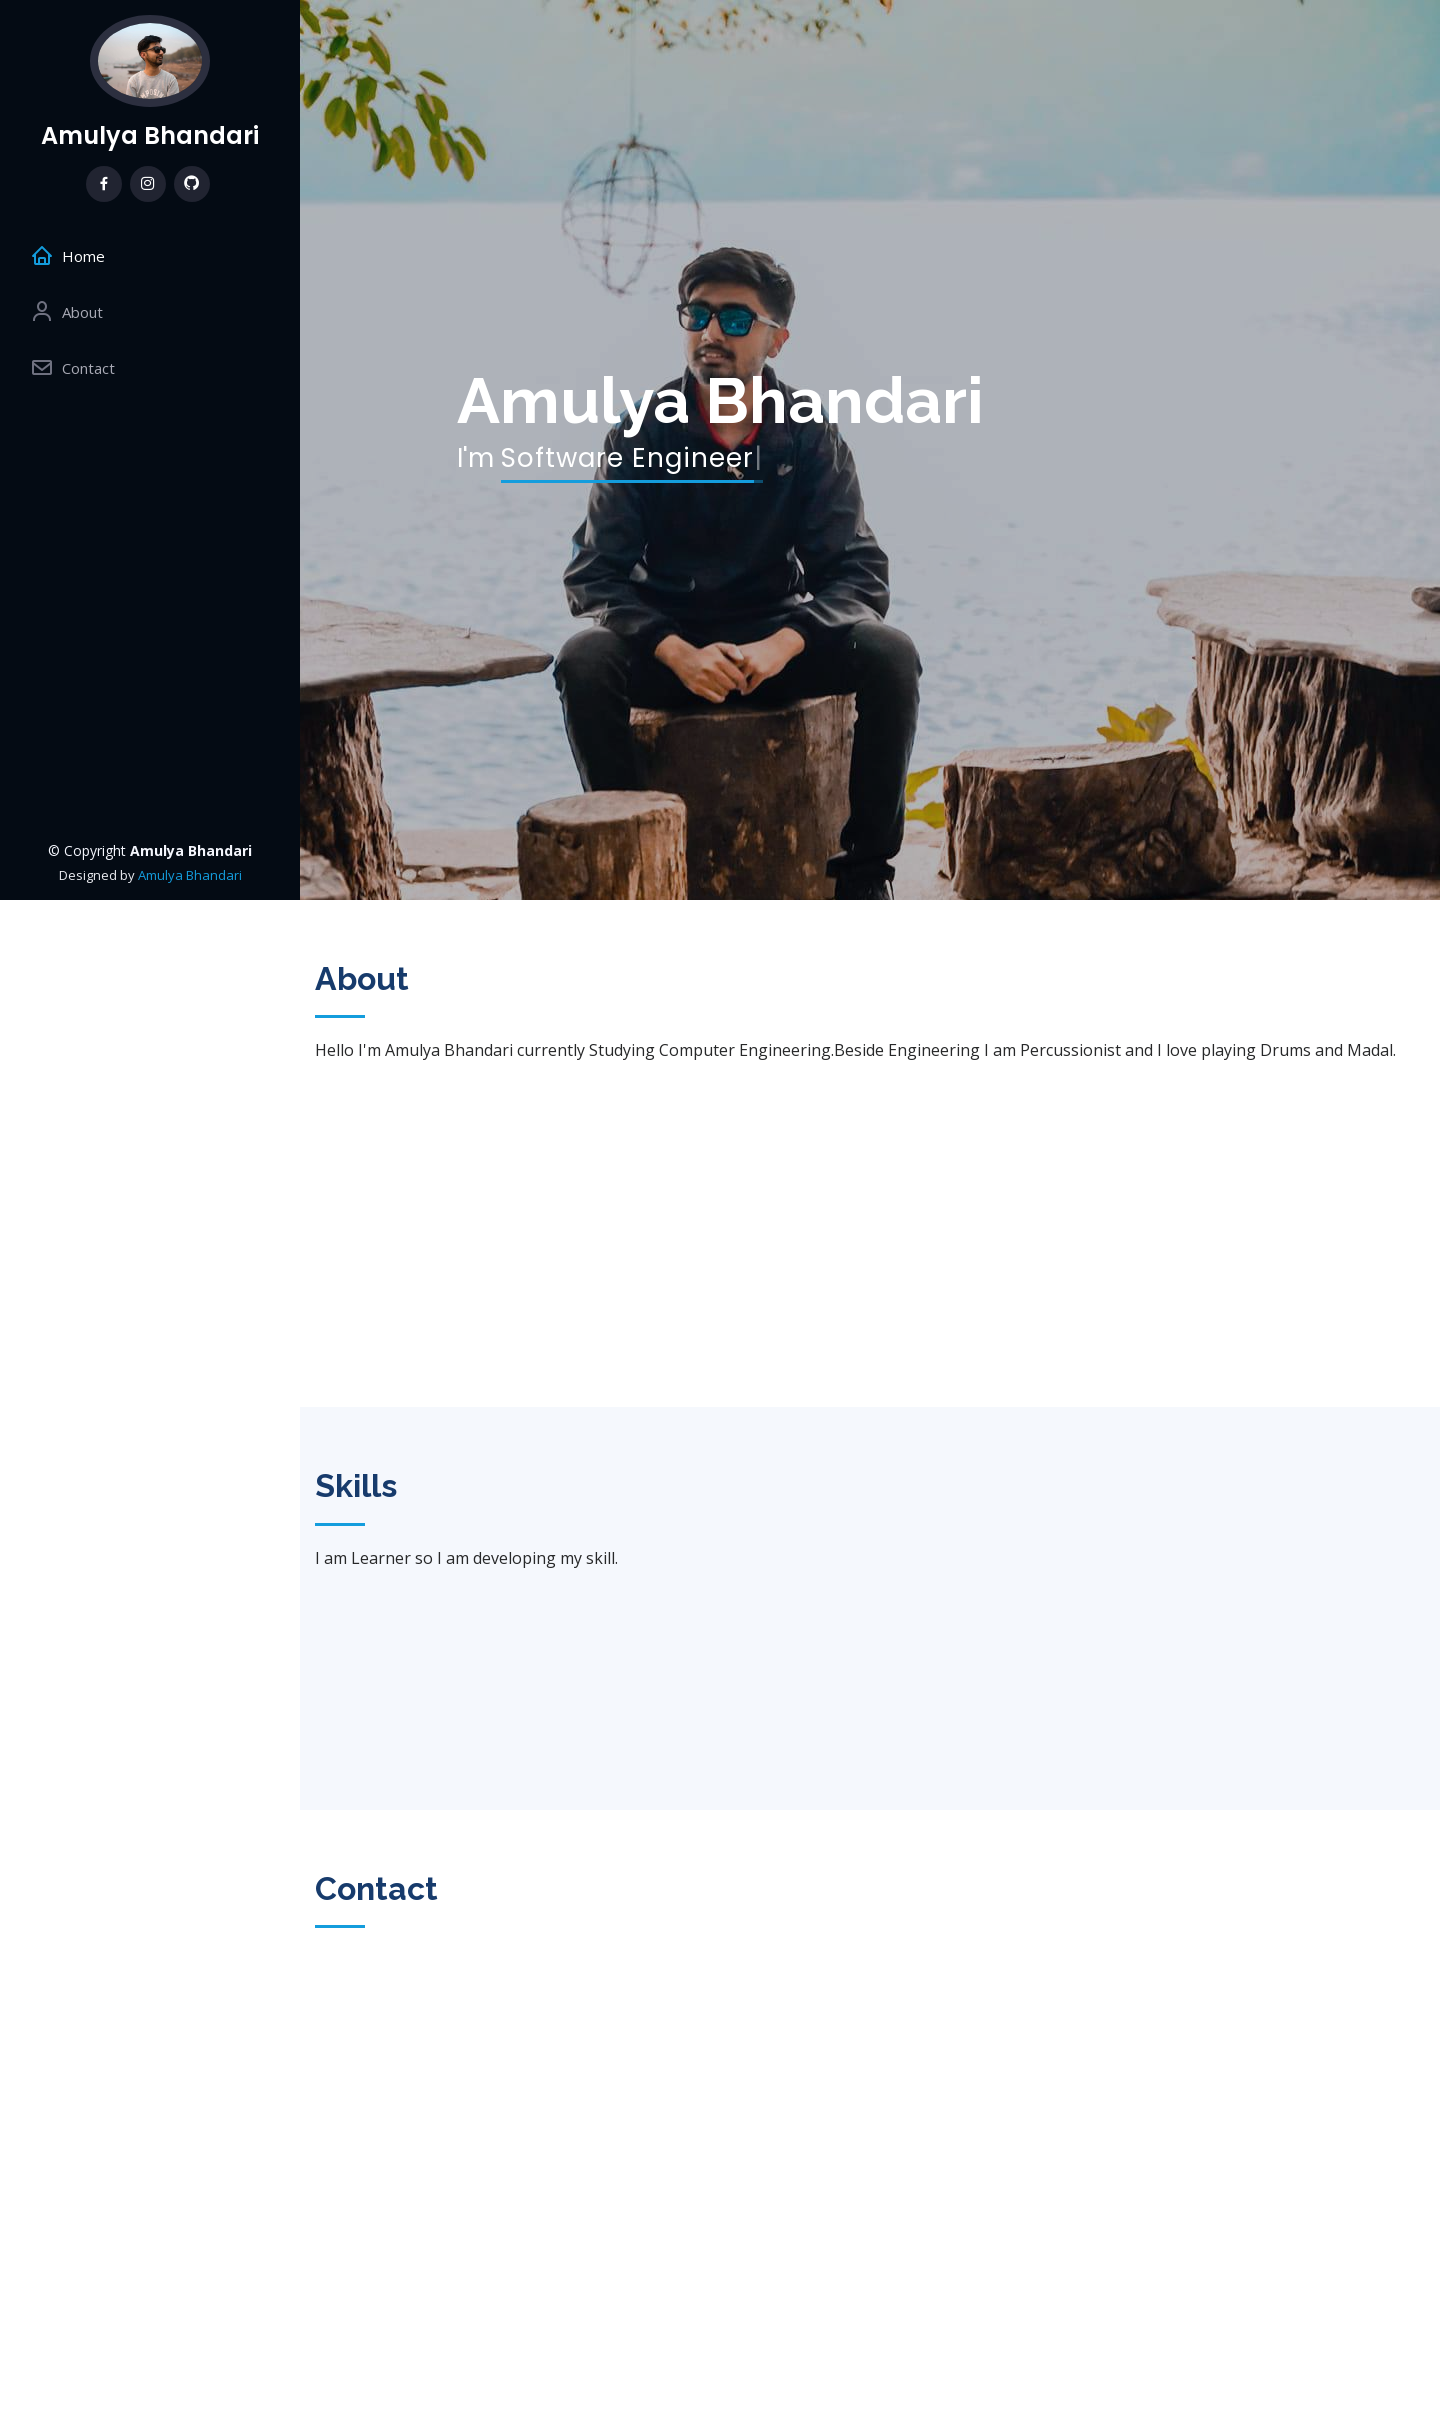 Amulya Bhandari
Home
About
Contact
© Copyright Amulya Bhandari
Designed by Amulya Bhandari
Amulya Bhandari
I'm Software Engineer|
About
Hello I'm Amulya Bhandari currently Studying Computer Engineering.Beside Engineering I am Percussionist and I love playing Drums and Madal.
Skills
I am Learner so I am developing my skill.
Contact